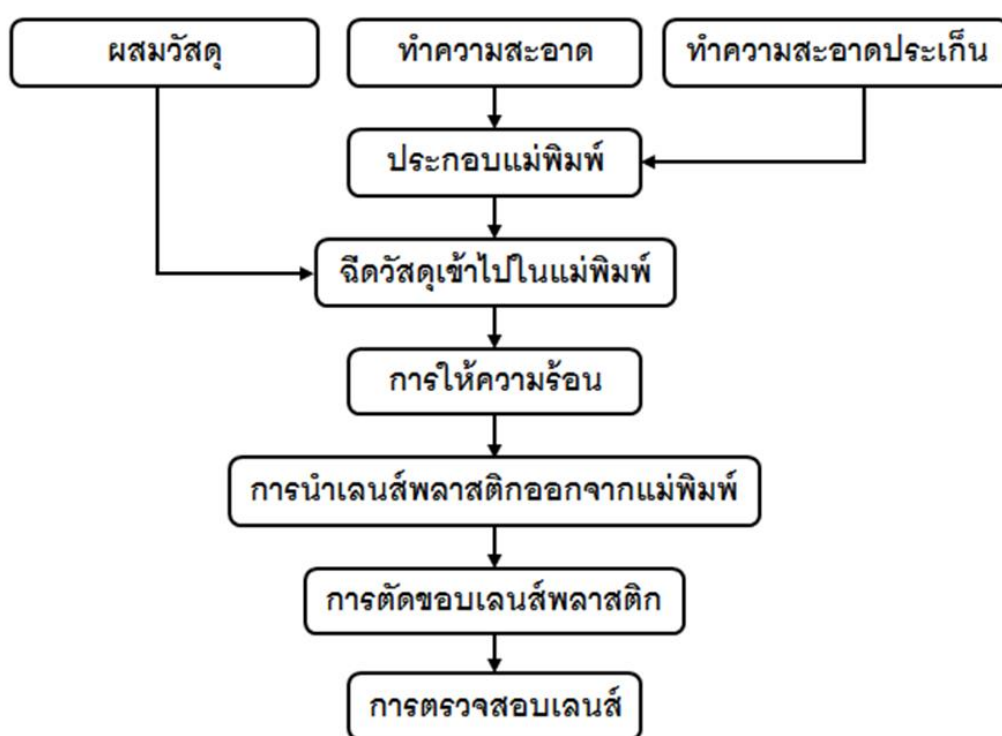 ผสมวัสดุ
ทำความสะอาด
ทำความสะอาดประเก็น
ประกอบแม่พิมพ์
ฉีดวัสดุเข้าไปในแม่พิมพ์
การให้ความร้อน
การนำเลนส์พลาสติกออกจากแม่พิมพ์
การตัดขอบเลนส์พลาสติก
การตรวจสอบเลนส์